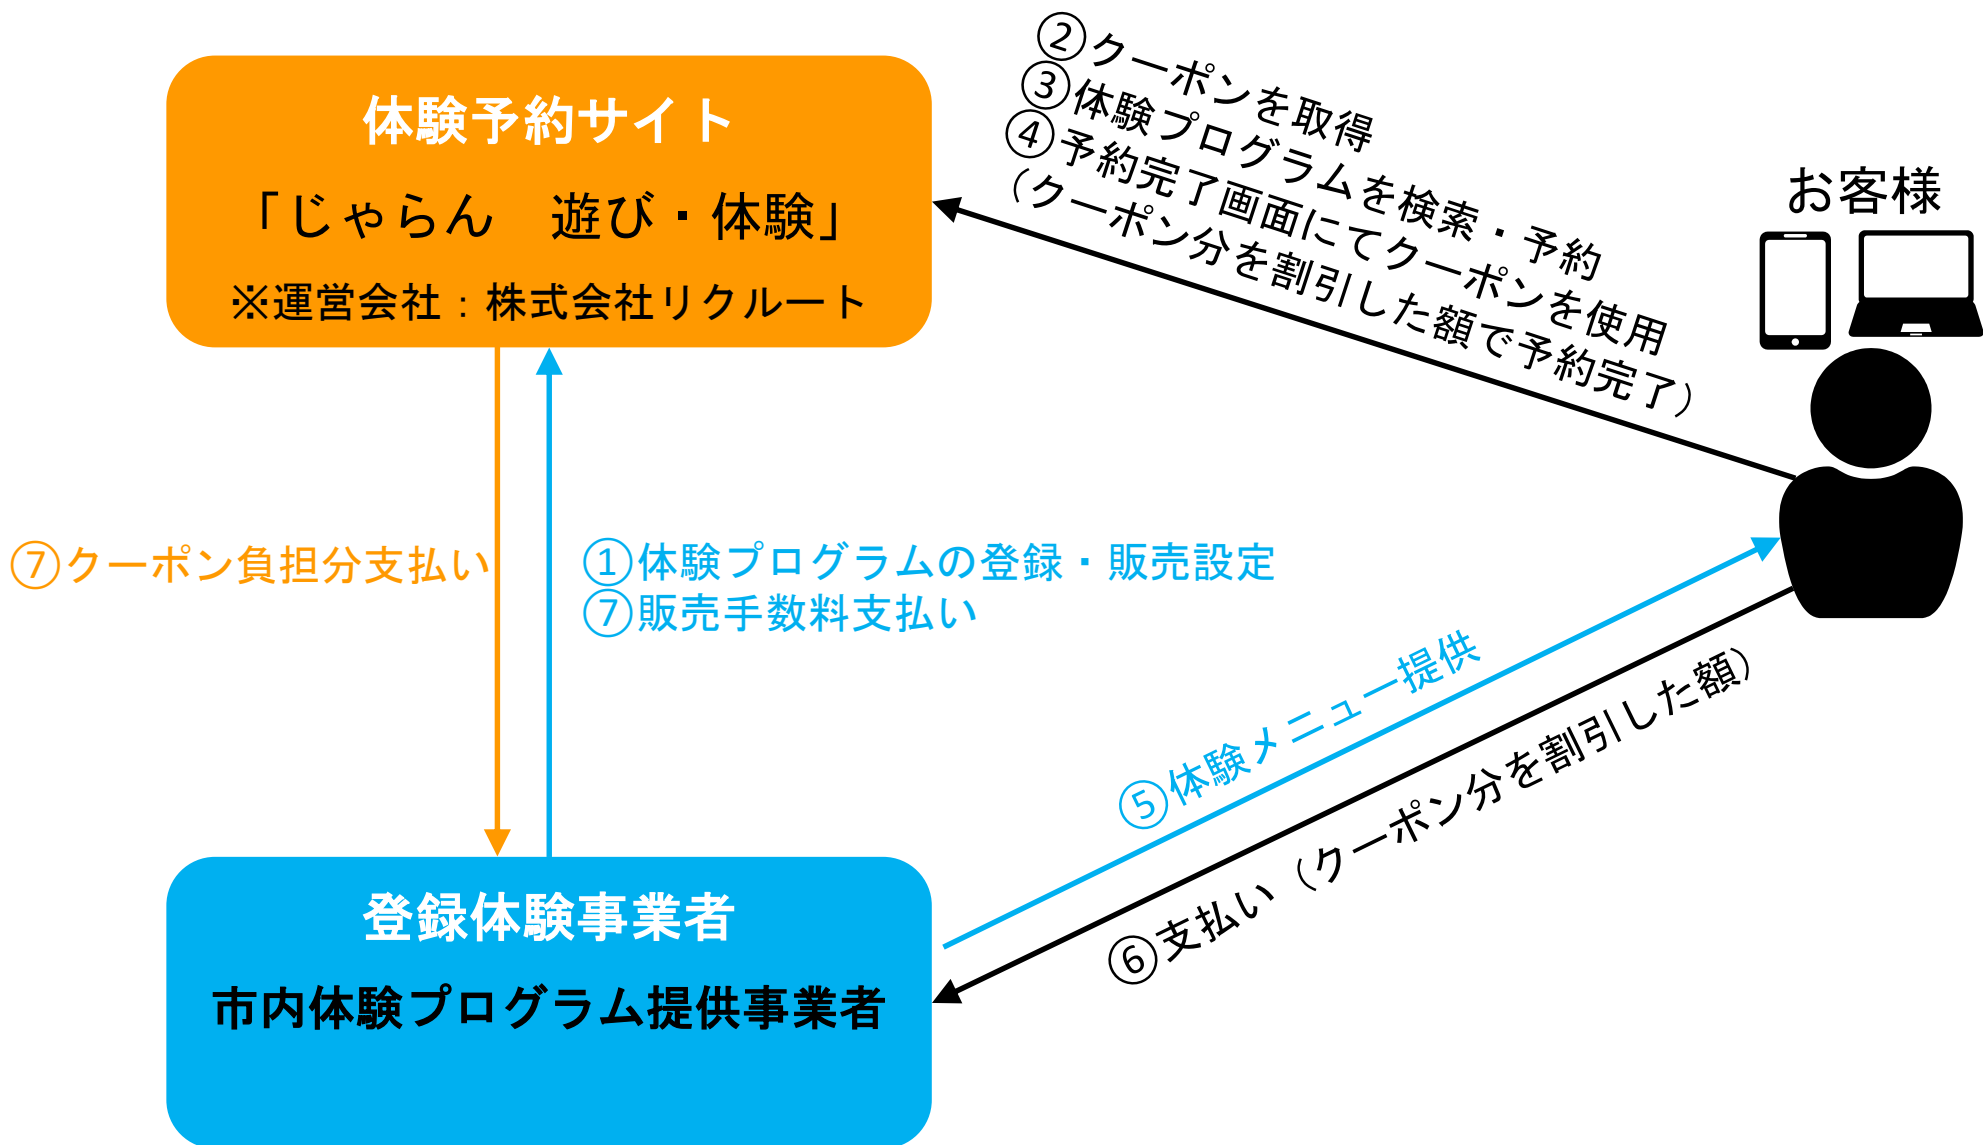 体験予約サイト
「じゃらん　遊び・体験」
※運営会社：株式会社リクルート
②クーポンを取得
③体験プログラムを検索・予約
④予約完了画面にてクーポンを使用
（クーポン分を割引した額で予約完了）
お客様
⑦クーポン負担分支払い
①体験プログラムの登録・販売設定
⑦販売手数料支払い
⑤体験メニュー提供
⑥支払い（クーポン分を割引した額）
登録体験事業者
市内体験プログラム提供事業者